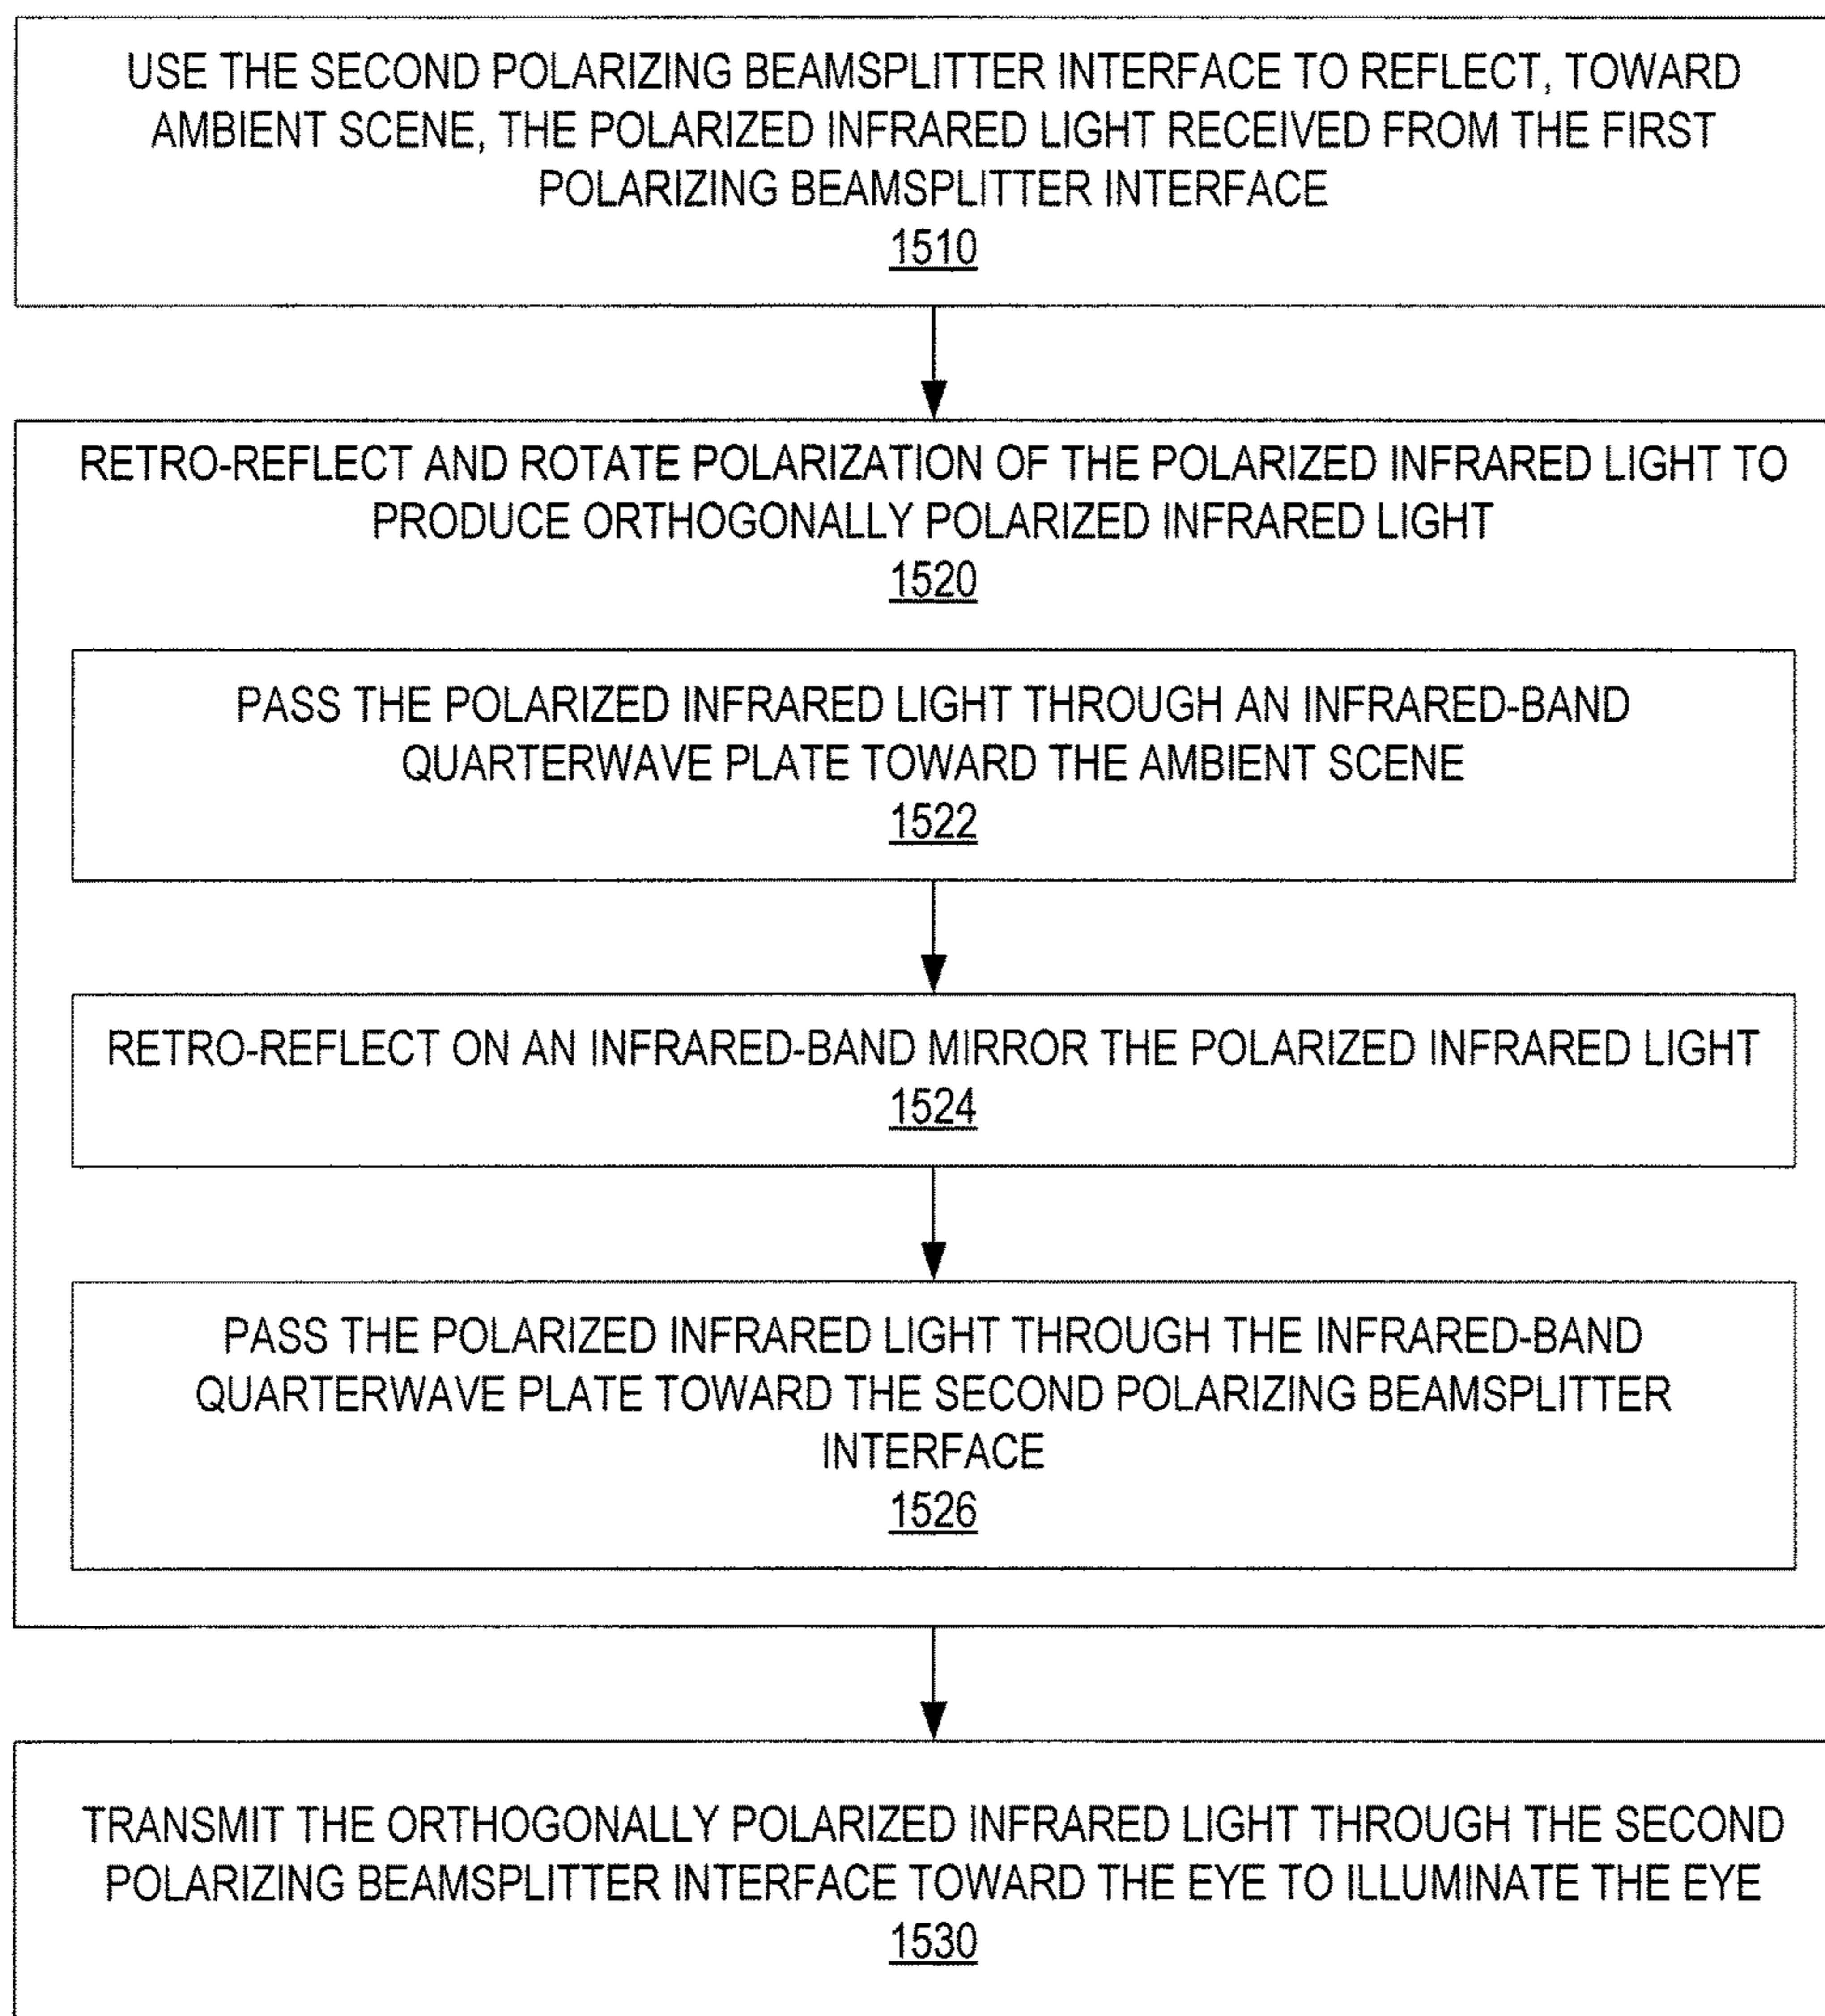 USE THE SECOND POLARIZING BEAMSPLITTER INTERFACE TO REFLECT, TOWARD
AMBIENT SCENE, THE POLARIZED INFRARED LIGHT RECEIVED FROM THE FIRST
POLARIZING BEAMSPLITTER INTERFACE
1510
RETRO-REFLECT AND ROTATE POLARIZATION OF THE POLARIZED INFRARED LIGHT TO
PRODUCE ORTHOGONALLY POLARIZED INFRARED LIGHT
1520
PASS THE POLARIZED INFRARED LIGHT THROUGH AN INFRARED-BAND
QUARTERWAVE PLATE TOWARD THE AMBIENT SCENE
1522
RETRO-REFLECT ON AN INFRARED-BAND MIRROR THE POLARIZED INFRARED LIGHT
1524
PASS THE POLARIZED INFRARED LIGHT THROUGH THE INFRARED-BAND
QUARTERWAVE PLATE TOWARD THE SECOND POLARIZING BEAMSPLITTER
INTERFACE
1526
TRANSMIT THE ORTHOGONALLY POLARIZED INFRARED LIGHT THROUGH THE SECOND
POLARIZING BEAMSPLITTER INTERFACE TOWARD THE EYE TO ILLUMINATE THE EYE
1530